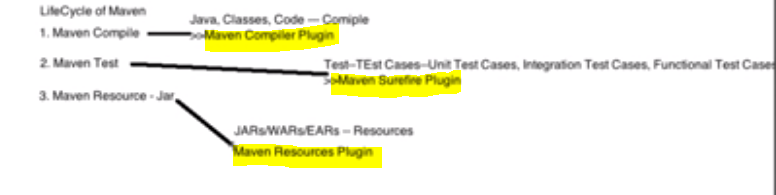 LifeCycle of Maven
Java, Classes, Code --- Comiple
1. Maven Compile
>>Maven Compiler Plugin
2. Maven Test
Test--TEst Cases--Unit Test Cases, Integration Test Cases, Functional Test Cases
>>Maven Surefire Plugin
3. Maven Resource - Jar
JARs/WARs/EARs -- Resources
Maven Resources Plugin